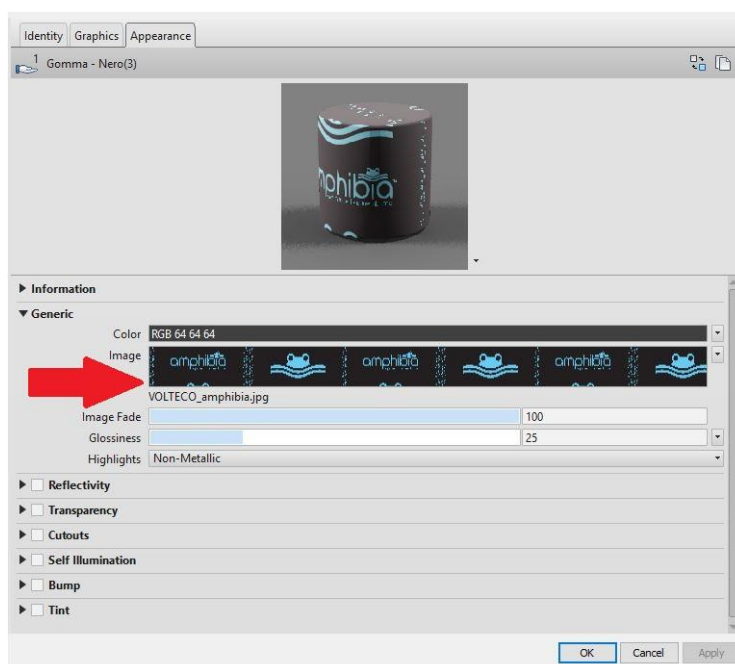 Identity Graphics Appearance
1
Gomma - Nero(3)
amphibia
Information
Generic
Color RGB 64 64 64
Image amphibia amphibia amphibia
VOLTECO_amphibia.jpg
Image Fade 100
Glossiness 25
Highlights Non-Metallic
Reflectivity
Transparency
Cutouts
Self Illumination
Bump
Tint
OK Cancel Apply